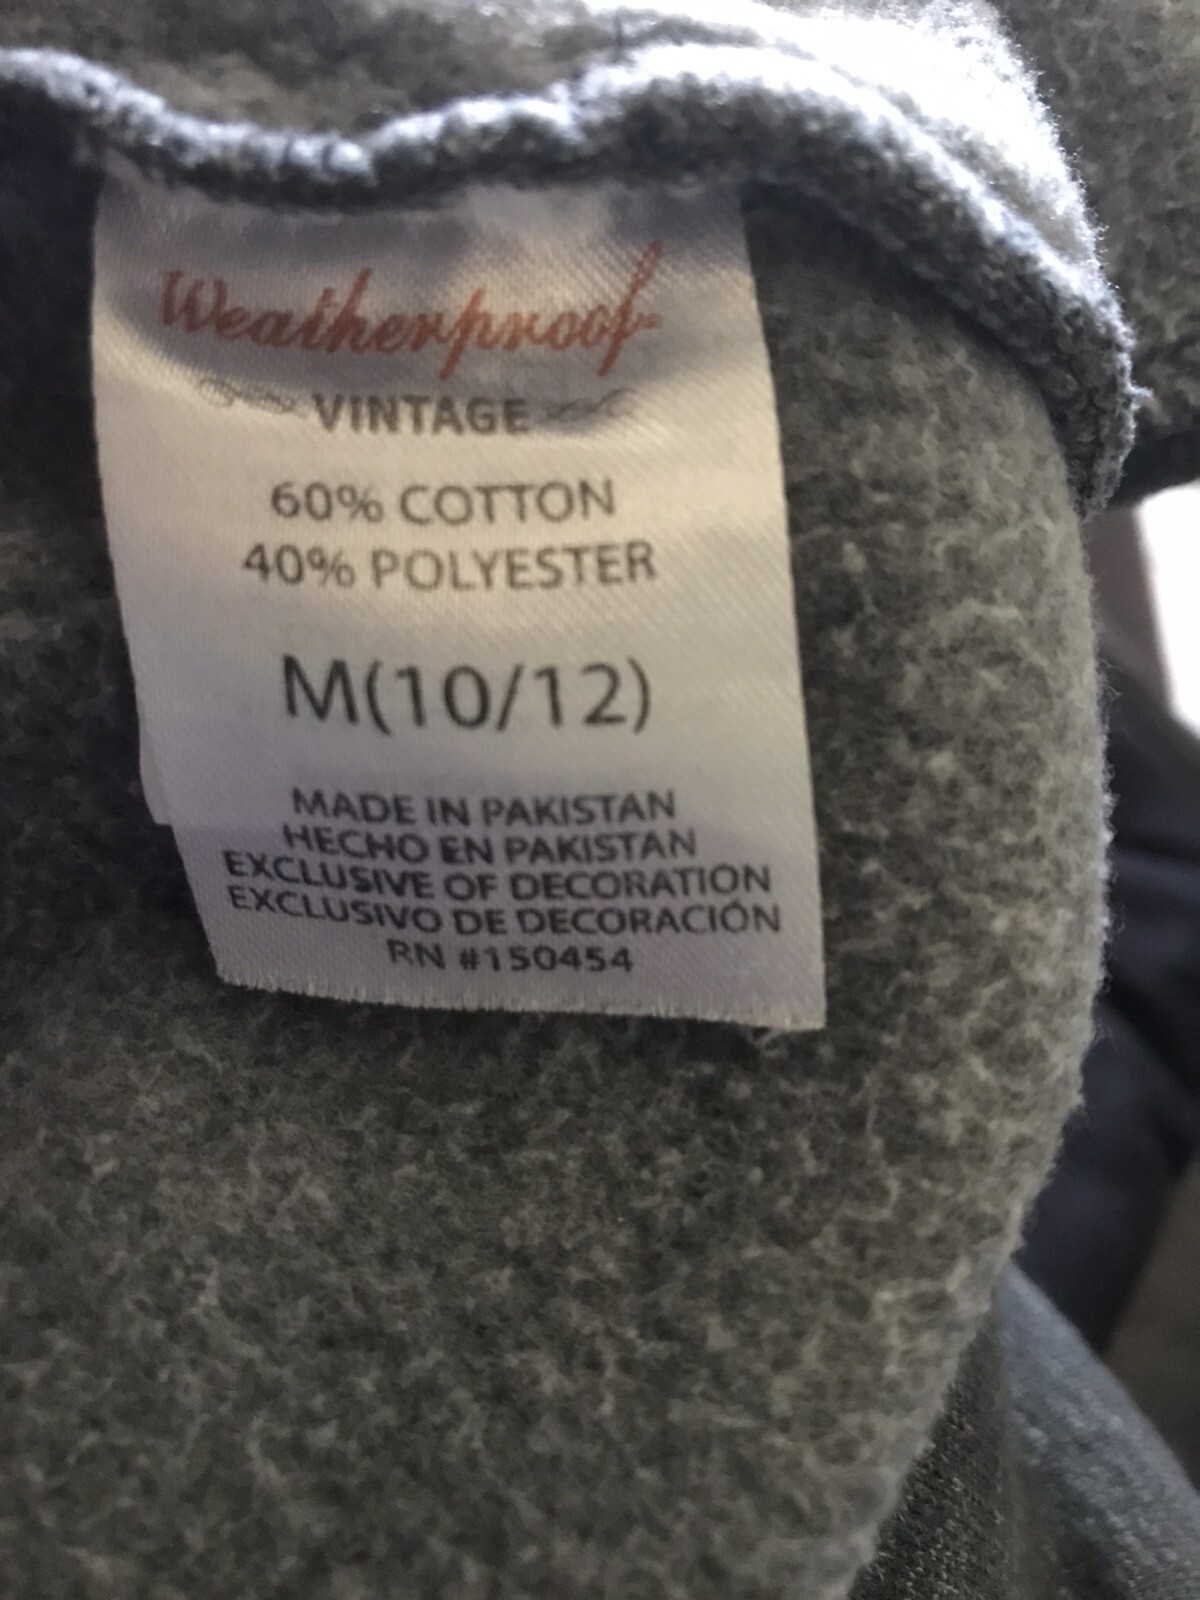 Weatherproof
VINTAGE
60% COTTON
40% POLYESTER
M(10/12)
MADE IN PAKISTAN
HECHO EN PAKISTAN
EXCLUSIVE OF DECORATION
EXCLUSIVO DE DECORACIÓN
RN #150454